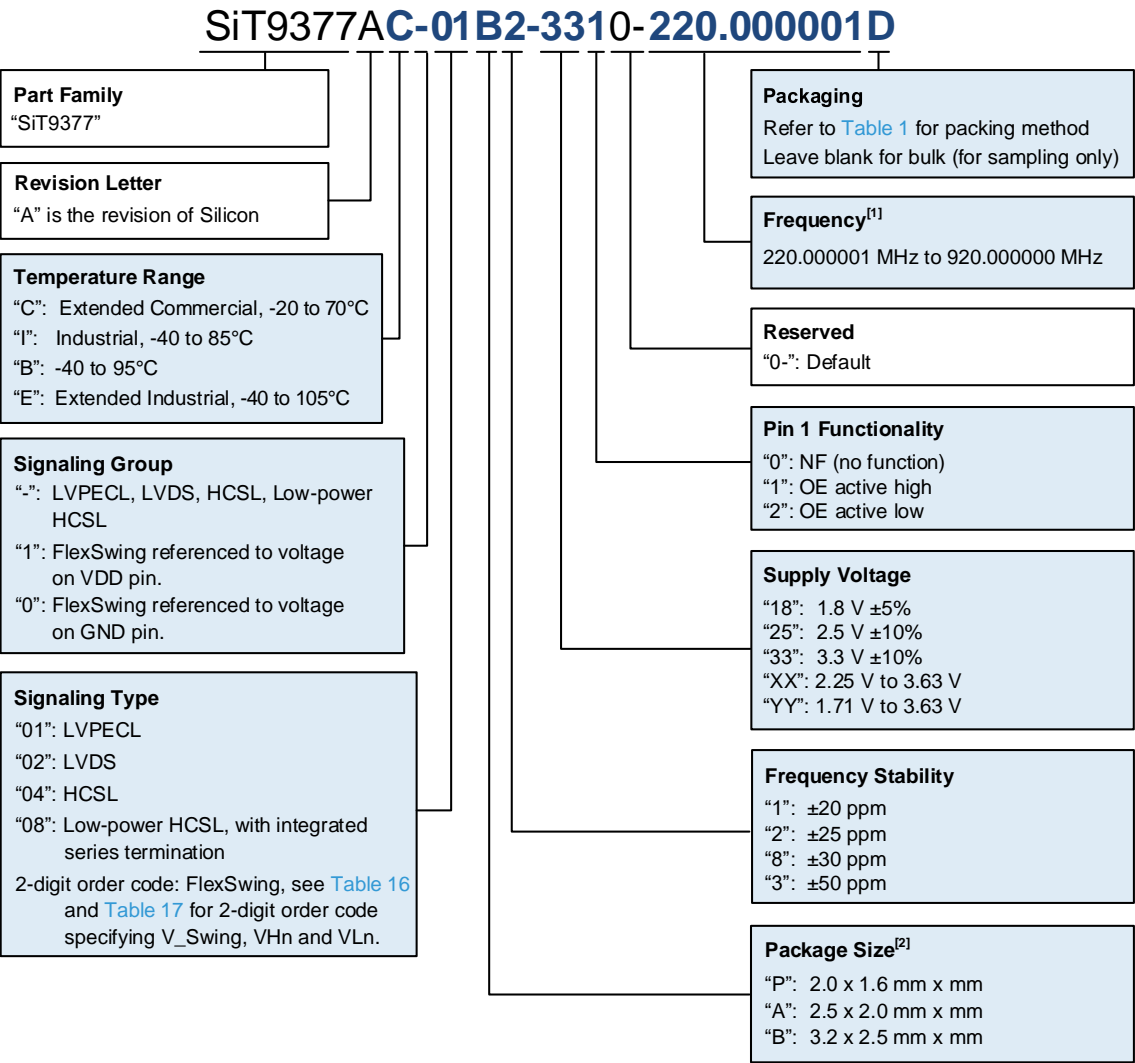 SiT9377AC-01B2-3310-220.000001D
Part Family
“SiT9377”
Revision Letter
“A” is the revision of Silicon
Temperature Range
“C”: Extended Commercial, -20 to 70°C
“I”: Industrial, -40 to 85°C
“B”: -40 to 95°C
“E”: Extended Industrial, -40 to 105°C
Signaling Group
“-”: LVPECL, LVDS, HCSL, Low-power
HCSL
“1”: FlexSwing referenced to voltage
on VDD pin.
“0”: FlexSwing referenced to voltage
on GND pin.
Signaling Type
“01”: LVPECL
“02”: LVDS
“04”: HCSL
“08”: Low-power HCSL, with integrated
series termination
2-digit order code: FlexSwing, see Table 16
and Table 17 for 2-digit order code
specifying V_Swing, VHn and VLn.
Packaging
Refer to Table 1 for packing method
Leave blank for bulk (for sampling only)
Frequency[1]
220.000001 MHz to 920.000000 MHz
Reserved
“0-”: Default
Pin 1 Functionality
“0”: NF (no function)
“1”: OE active high
“2”: OE active low
Supply Voltage
“18”: 1.8 V ±5%
“25”: 2.5 V ±10%
“33”: 3.3 V ±10%
“XX”: 2.25 V to 3.63 V
“YY”: 1.71 V to 3.63 V
Frequency Stability
“1”: ±20 ppm
“2”: ±25 ppm
“8”: ±30 ppm
“3”: ±50 ppm
Package Size[2]
“P”: 2.0 x 1.6 mm x mm
“A”: 2.5 x 2.0 mm x mm
“B”: 3.2 x 2.5 mm x mm